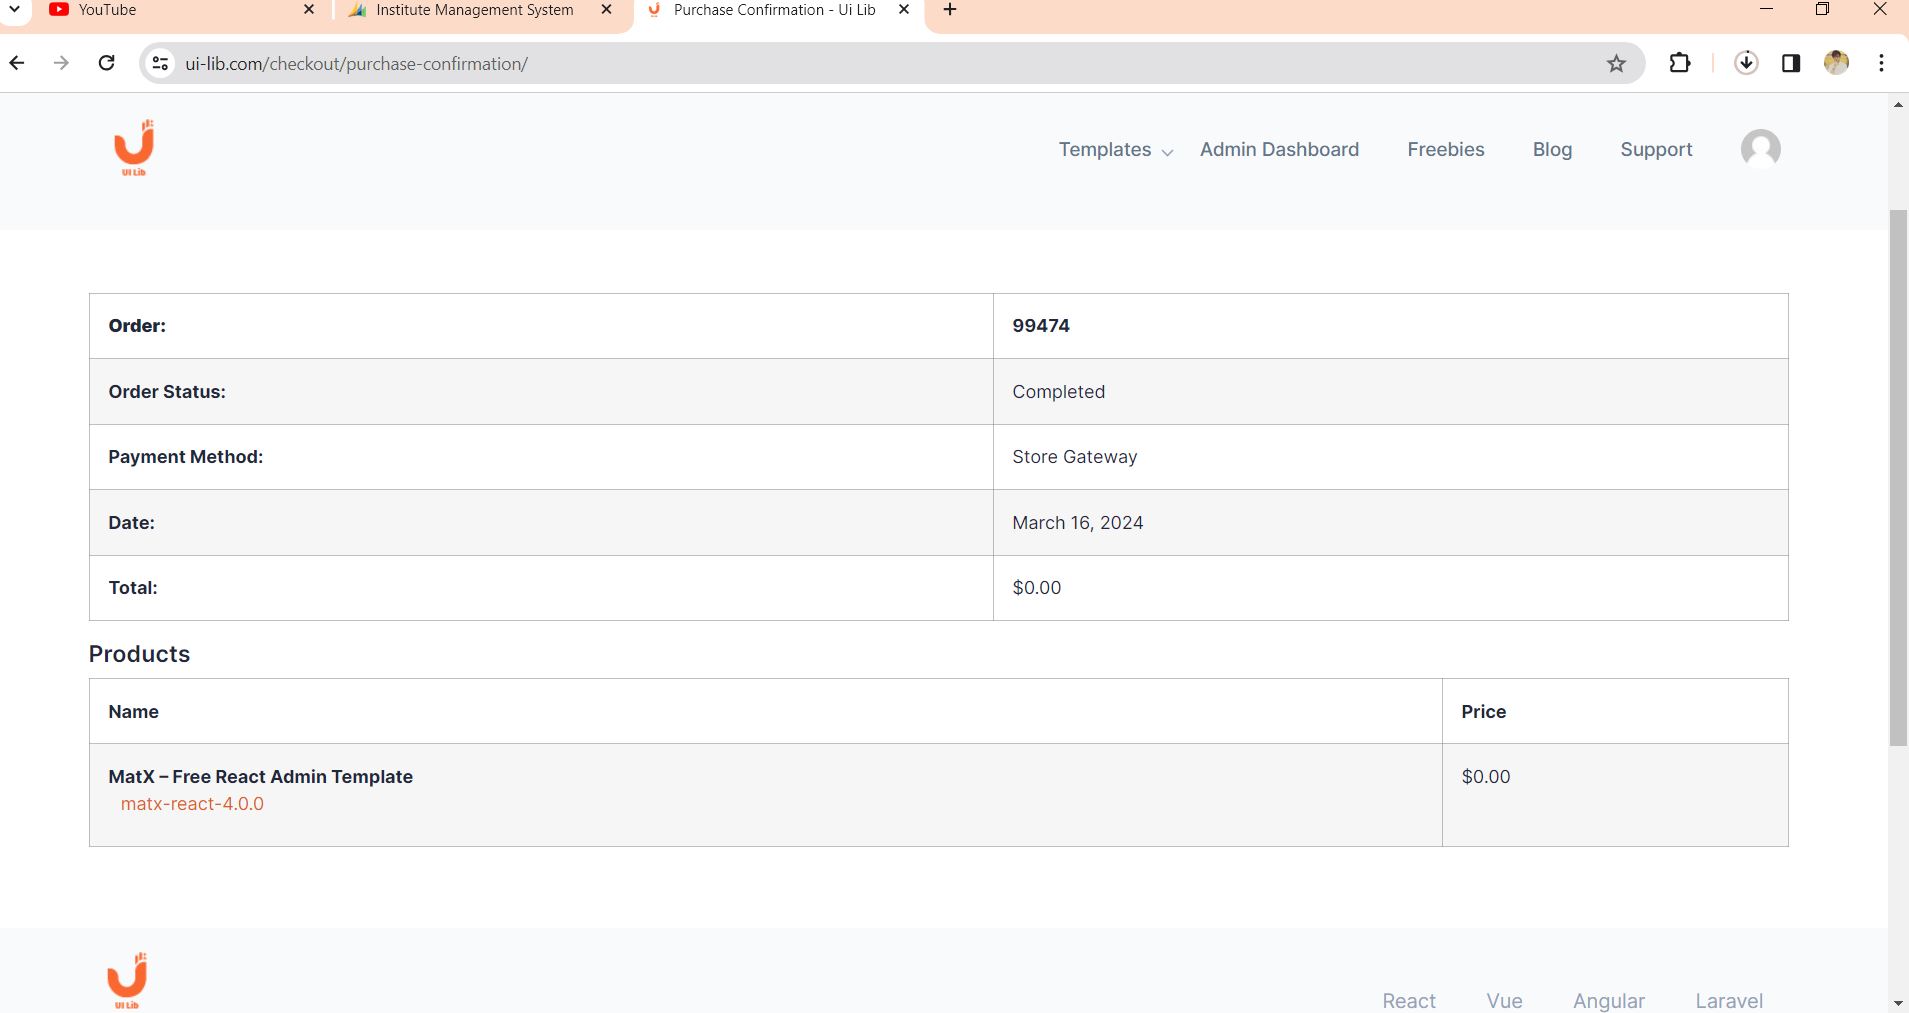 YouTube
Institute Management System
Purchase Confirmation - Ui Lib
ui-lib.com/checkout/purchase-confirmation/
UI Lib
Templates
Admin Dashboard
Freebies
Blog
Support
Order: 99474
Order Status: Completed
Payment Method: Store Gateway
Date: March 16, 2024
Total: $0.00
Products
Name Price
MatX – Free React Admin Template $0.00
matx-react-4.0.0
UI Lib
React Vue Angular Laravel